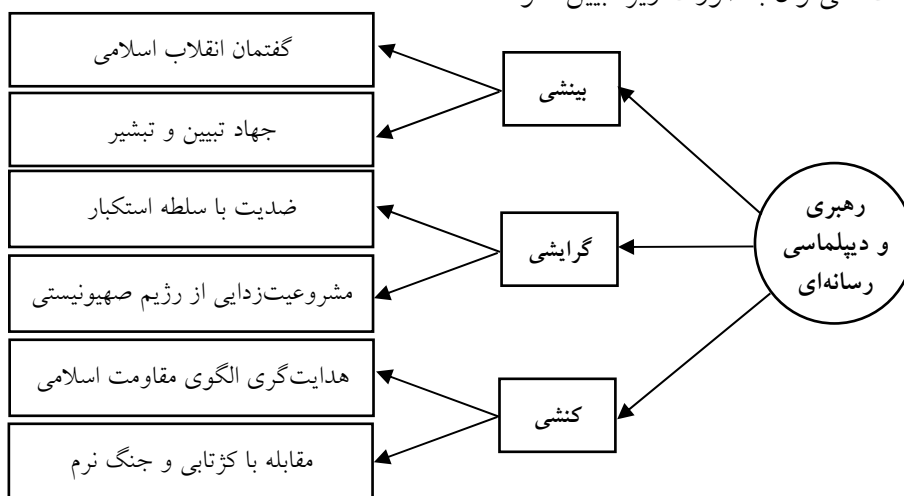 گفتمان انقلاب اسلامی
جهاد تبیین و تبشیر
بینشی
ضدیت با سلطه استکبار
مشروعیت‌زدایی از رژیم صهیونیستی
گرایشی
هدایت‌گری الگوی مقاومت اسلامی
مقابله با کژتابی و جنگ نرم
کنشی
رهبری
و دیپلماسی
رسانه‌ای